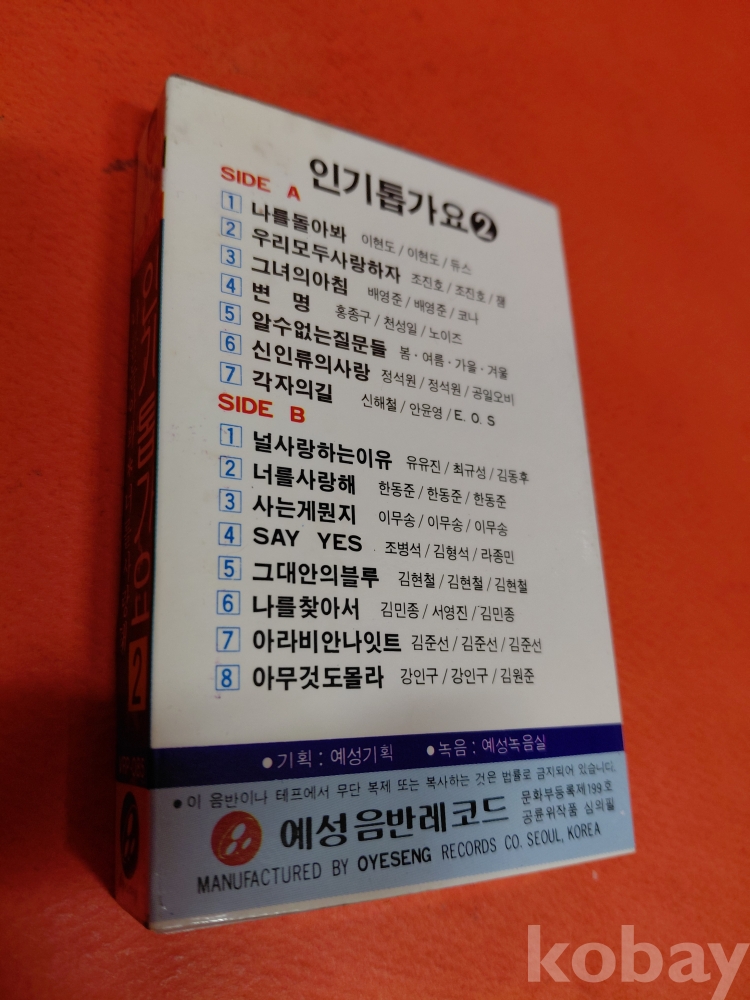 인기톱가요2
SIDE A
1 나를돌아봐 이현도/이현도/듀스
2 우리모두사랑하자 조진호/조진호/잼
3 그녀의아침 배영준/배영준/코나
4 변 명 홍종구/천성일/노이즈
5 알수없는질문들 봄·여름·가을·겨울
6 신인류의사랑 정석원/정석원/공일오비
7 각자의길 신해철/안윤영/E.O.S
SIDE B
1 널사랑하는이유 유유진/최규성/김동후
2 너를사랑해 한동준/한동준/한동준
3 사는게뭔지 이무송/이무송/이무송
4 SAY YES 조병석/김형석/라종민
5 그대안의블루 김현철/김현철/김현철
6 나를찾아서 김민종/서영진/김민종
7 아라비안나잇트 김준선/김준선/김준선
8 아무것도몰라 강인구/강인구/김원준
●기획:예성기획 ●녹음:예성녹음실
●이 음반이나 테프에서 무단 복제 또는 복사하는 것은 법률로 금지되어 있습니다.
예성음반레코드 문화부등록제199호
공륜위작품 심의필
MANUFACTURED BY OYESENG RECORDS CO. SEOUL, KOREA
인기톱가요 2
kobay